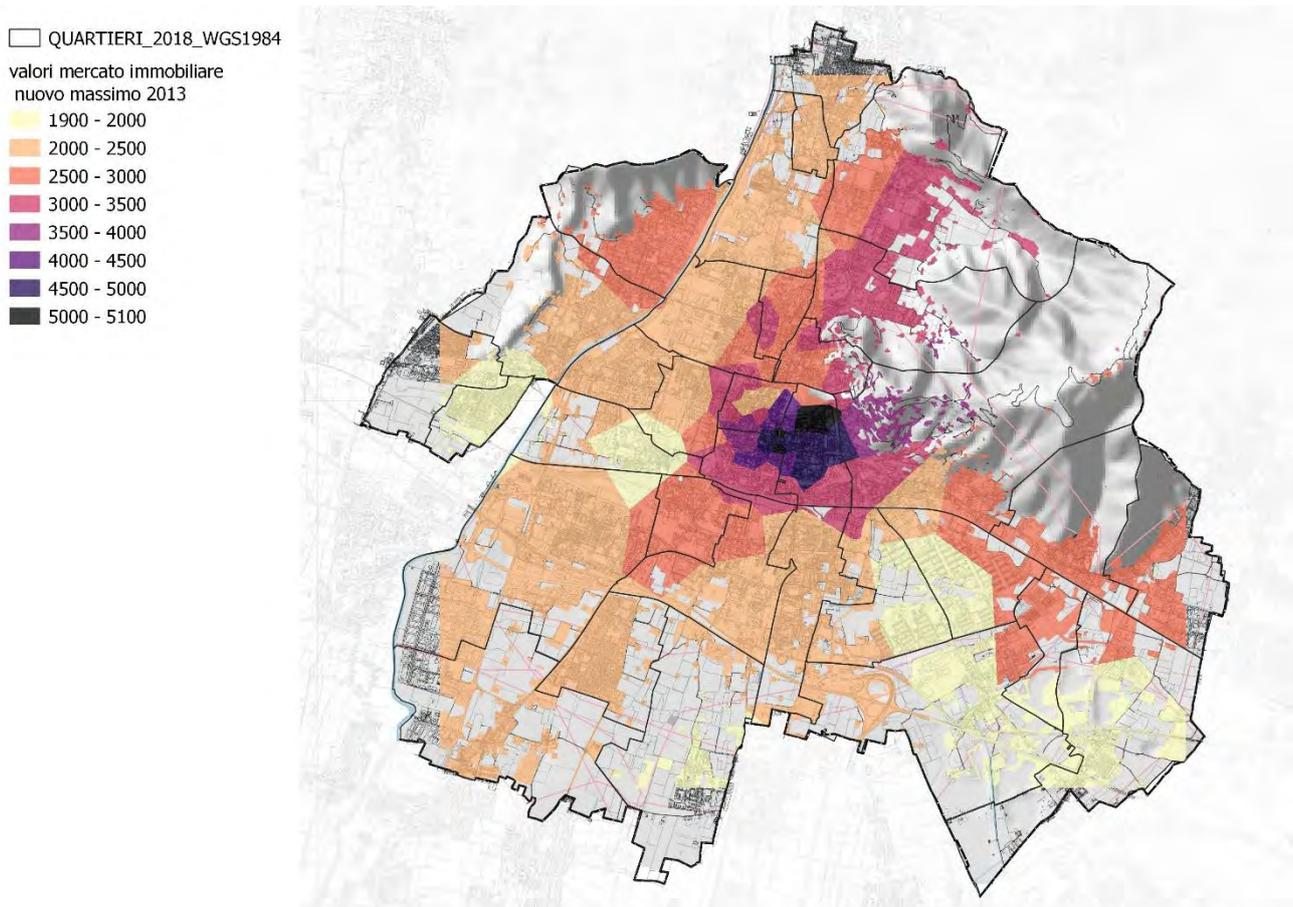 QUARTIERI_2018_WGS1984
valori mercato immobiliare
nuovo massimo 2013
1900 - 2000
2000 - 2500
2500 - 3000
3000 - 3500
3500 - 4000
4000 - 4500
4500 - 5000
5000 - 5100